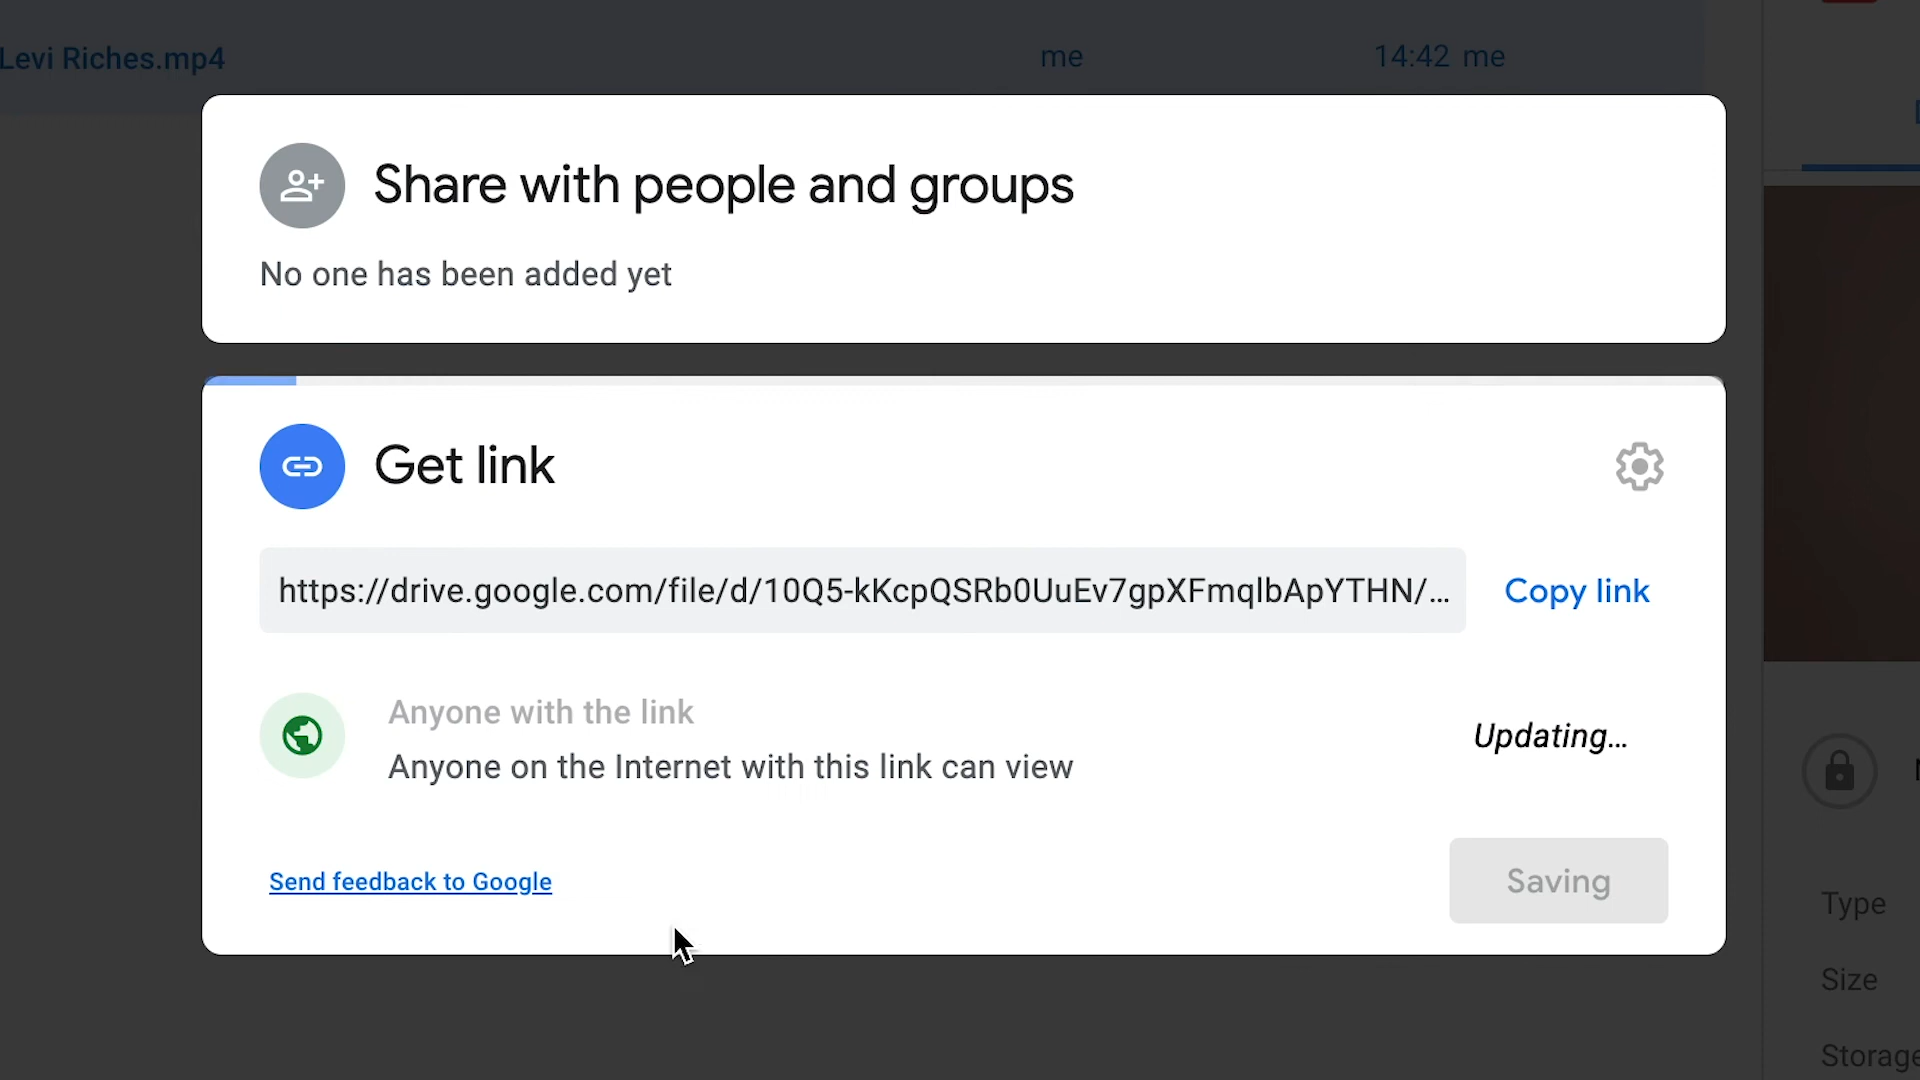 Levi Riches.mp4 me 14:42 me
Share with people and groups
No one has been added yet
Get link
https://drive.google.com/file/d/10Q5-kKcpQSRb0UuEv7gpXFmqlbApYTHN/...
Copy link
Anyone with the link
Anyone on the Internet with this link can view
Updating...
Send feedback to Google
Saving
Type
Size
Storage